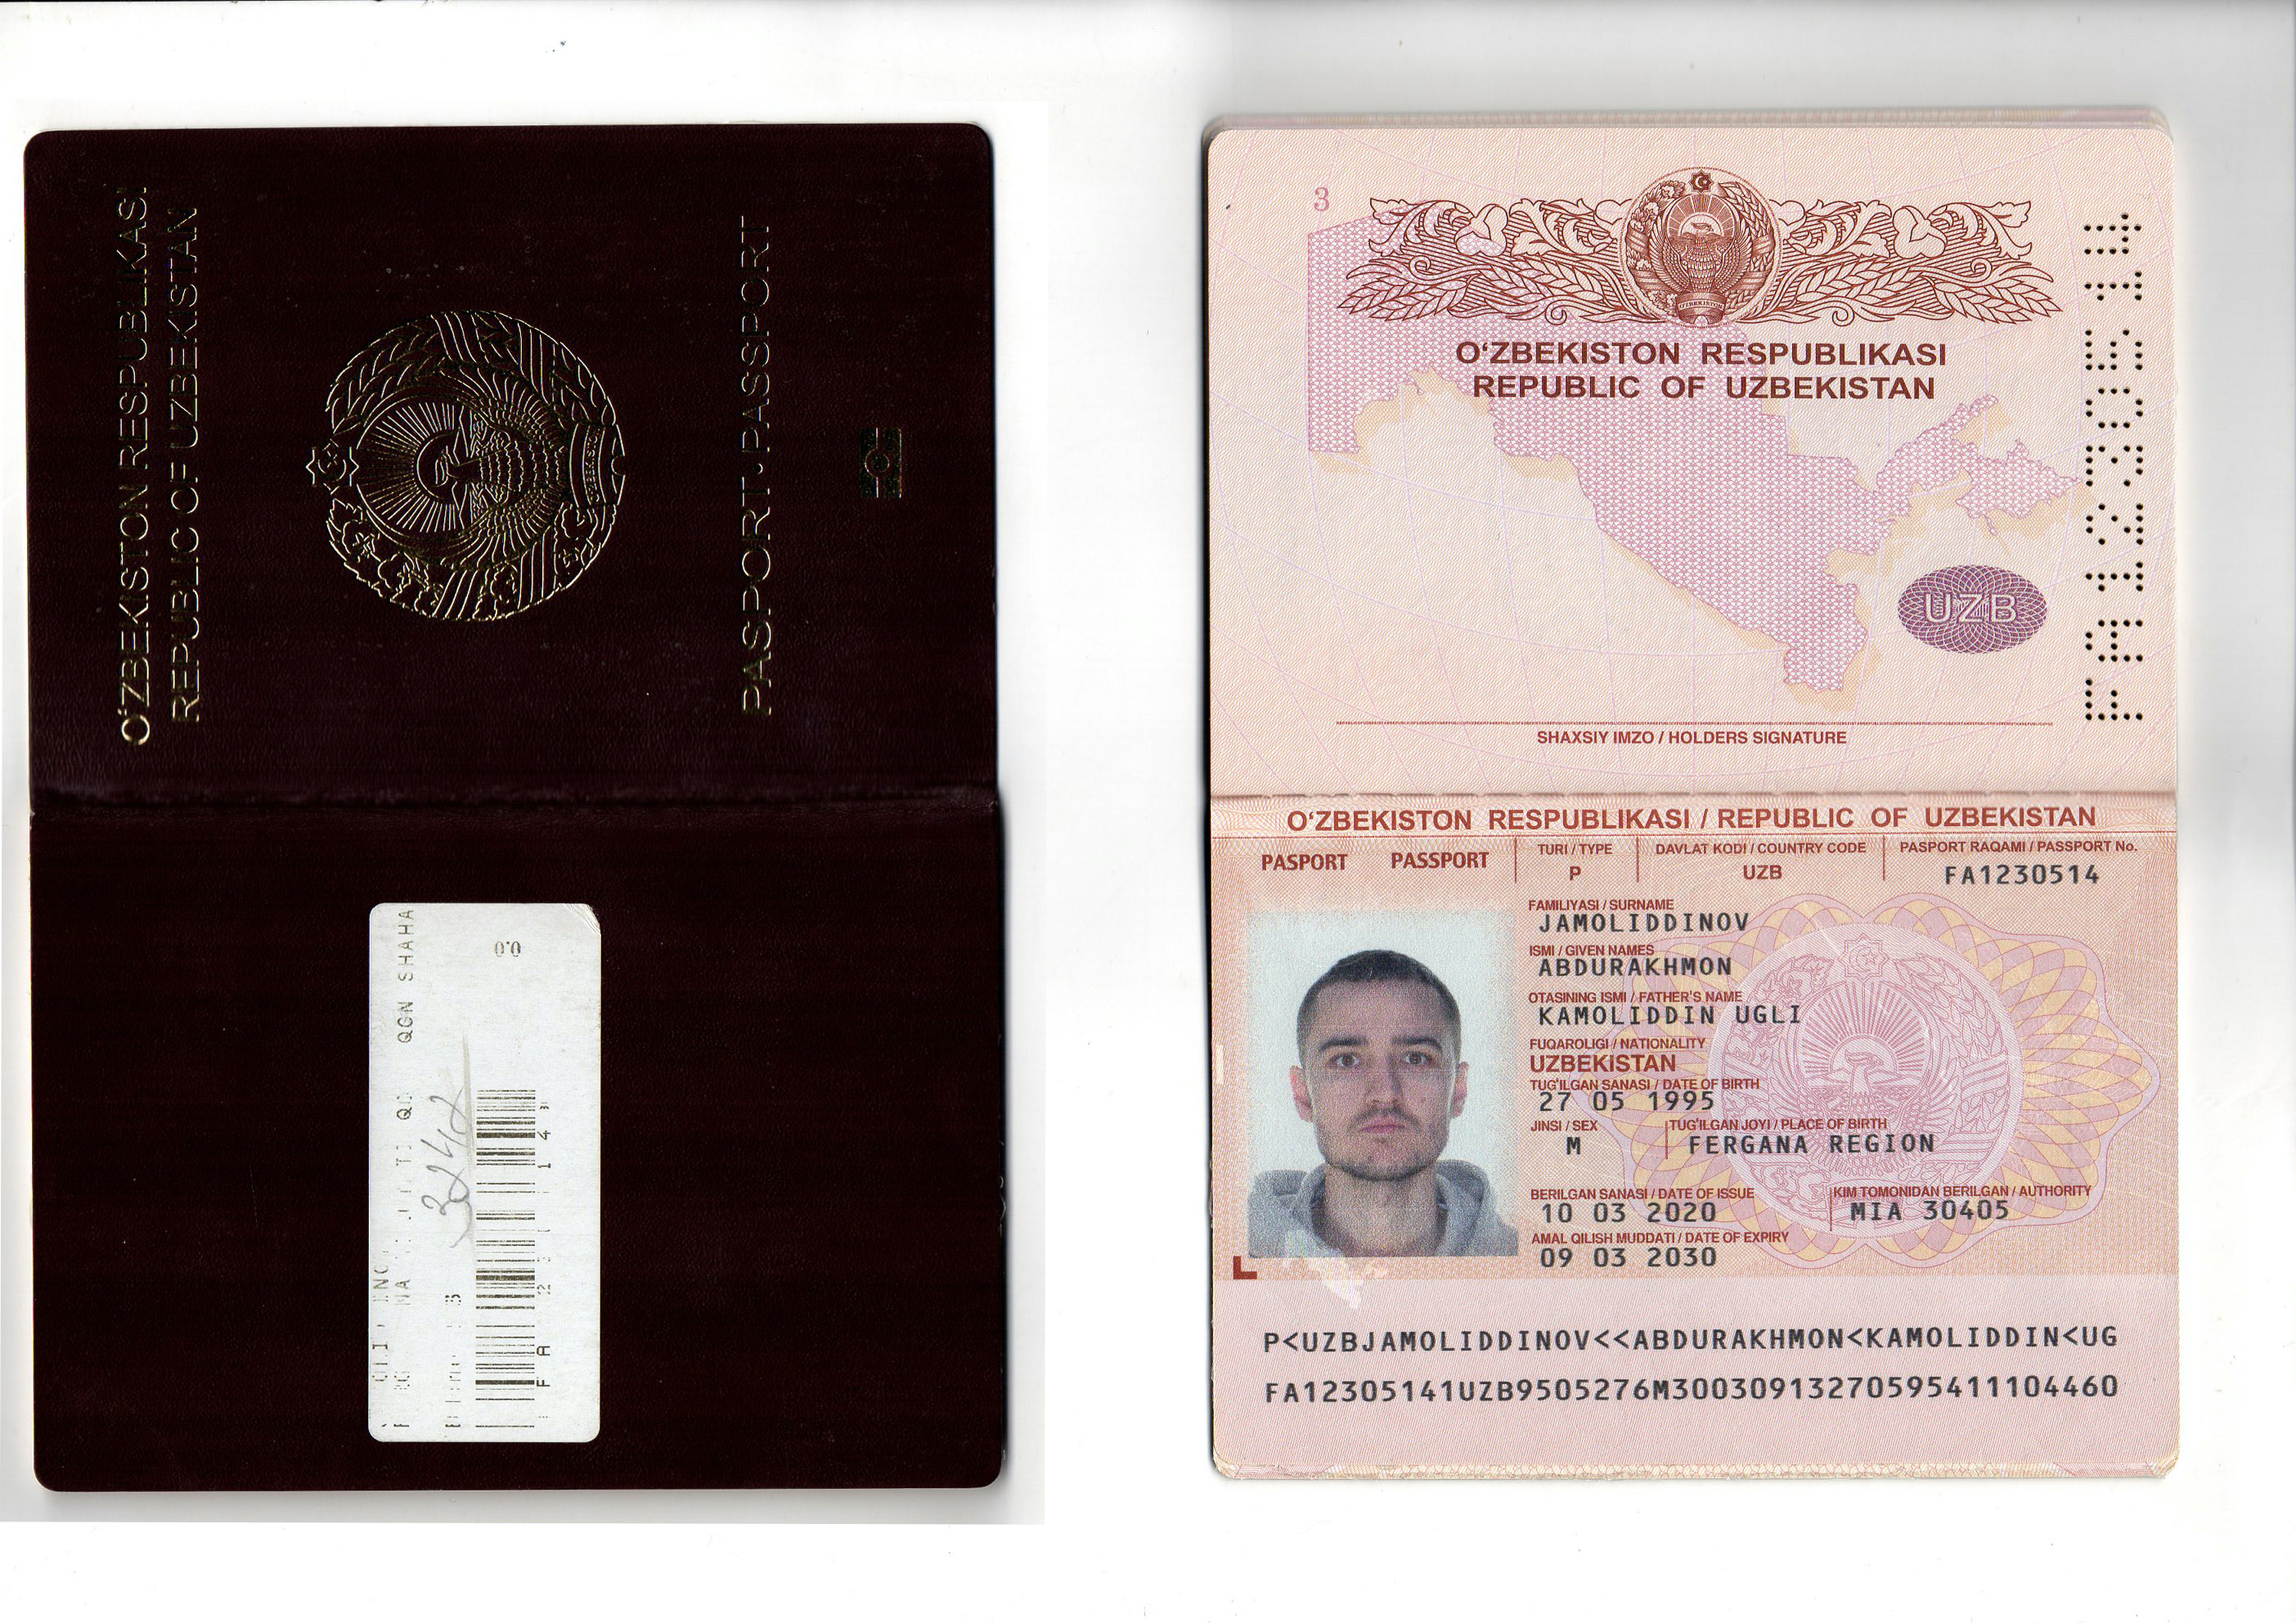 O'ZBEKISTON RESPUBLIKASI
REPUBLIC OF UZBEKISTAN
PASPORT · PASSPORT
QGN SHAHA
0.0
3242
3
O'ZBEKISTON
O'ZBEKISTON RESPUBLIKASI
REPUBLIC OF UZBEKISTAN
UZB
FA1230514
SHAXSIY IMZO / HOLDERS SIGNATURE
O'ZBEKISTON RESPUBLIKASI / REPUBLIC OF UZBEKISTAN
PASPORT PASSPORT TURI / TYPE DAVLAT KODI / COUNTRY CODE PASPORT RAQAMI / PASSPORT No.
P UZB FA1230514
FAMILIYASI / SURNAME
JAMOLIDDINOV
ISMI / GIVEN NAMES
ABDURAKHMON
OTASINING ISMI / FATHER'S NAME
KAMOLIDDIN UGLI
FUQAROLIGI / NATIONALITY
UZBEKISTAN
TUG'ILGAN SANASI / DATE OF BIRTH
27 05 1995
JINSI / SEX TUG'ILGAN JOYI / PLACE OF BIRTH
M FERGANA REGION
BERILGAN SANASI / DATE OF ISSUE KIM TOMONIDAN BERILGAN / AUTHORITY
10 03 2020 MIA 30405
AMAL QILISH MUDDATI / DATE OF EXPIRY
09 03 2030
P<UZBJAMOLIDDINOV<<ABDURAKHMON<KAMOLIDDIN<UG
FA12305141UZB9505276M30030913270595411104460